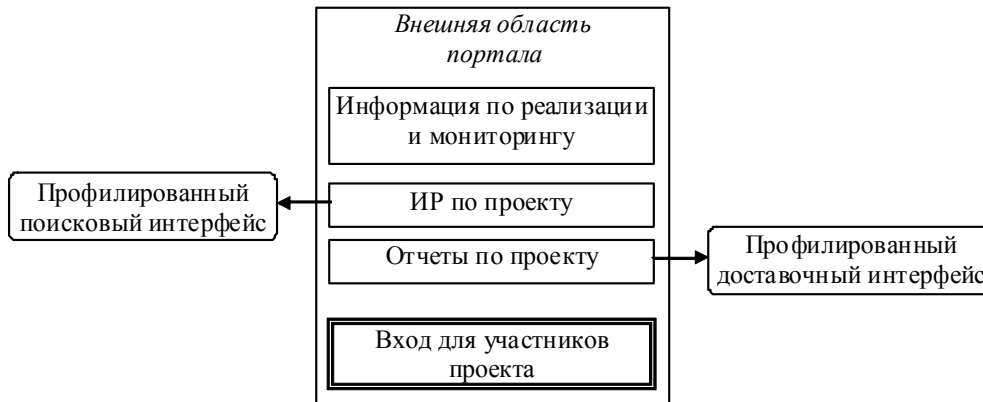 Внешняя область
портала
Информация по реализации
и мониторингу
Профилированный
поисковый интерфейс
ИР по проекту
Отчеты по проекту
Профилированный
доставочный интерфейс
Вход для участников
проекта